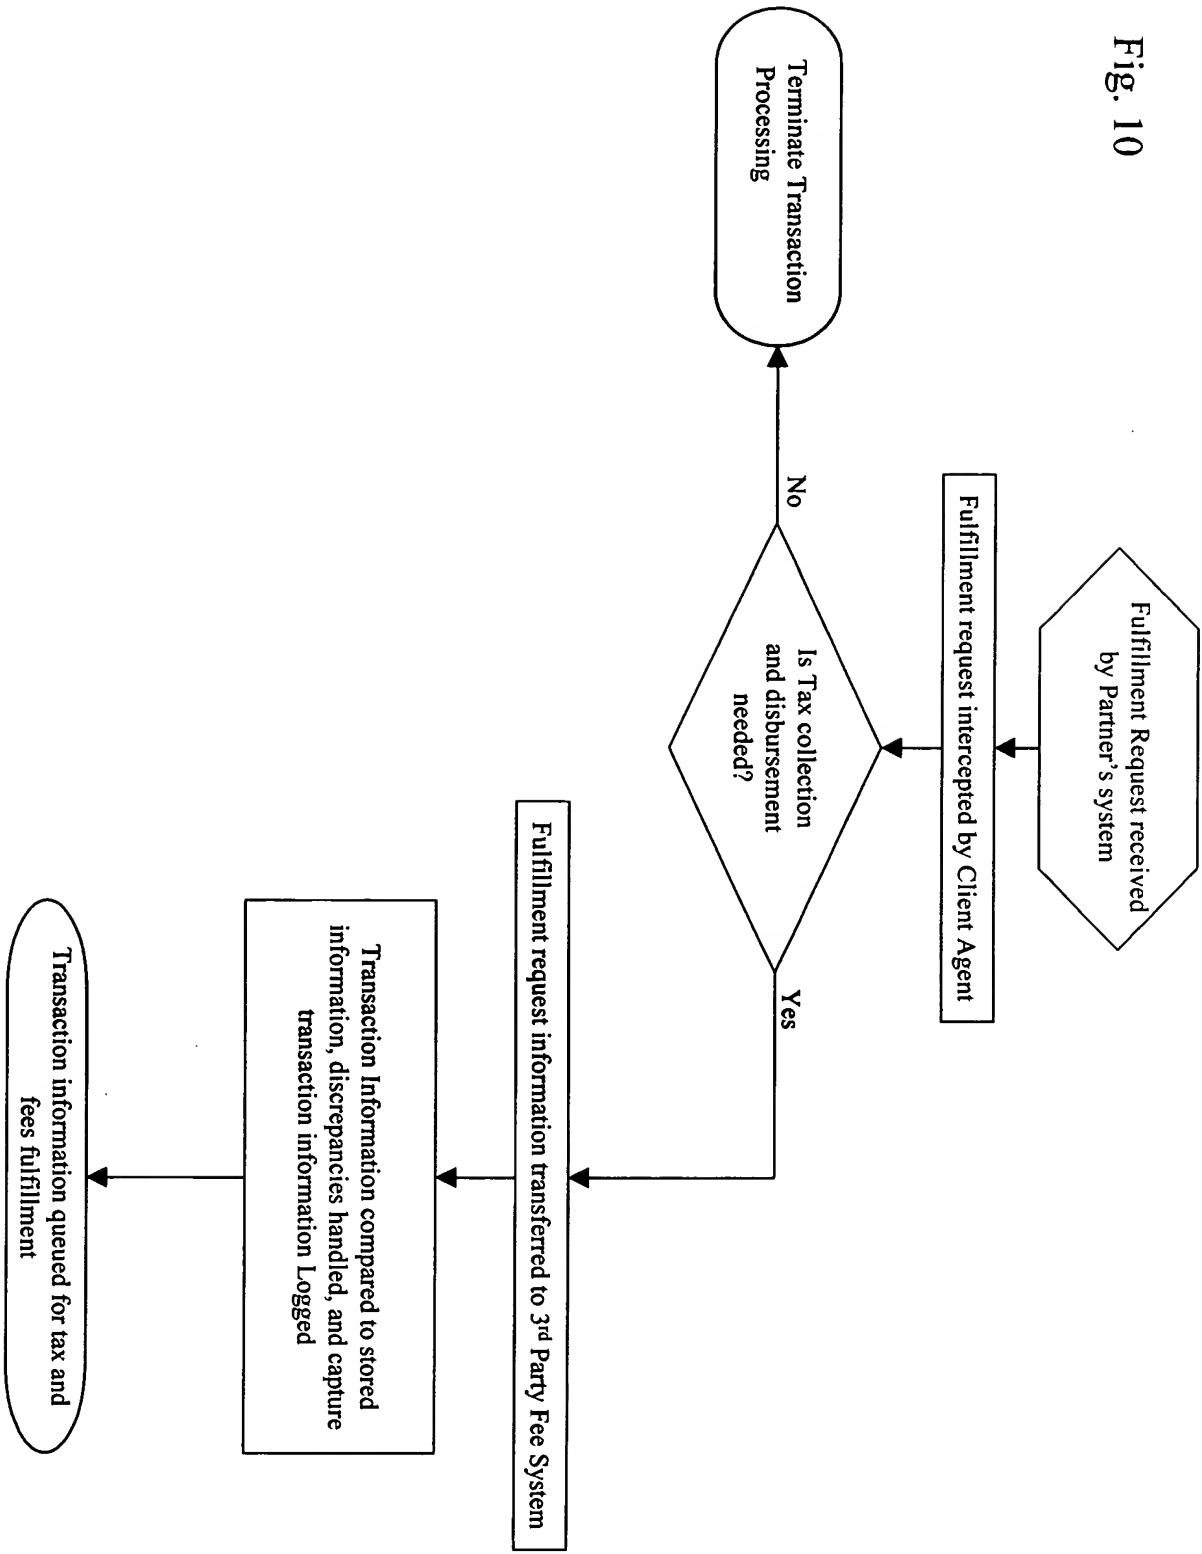 Fig. 10
Fulfillment Request received
by Partner's system
Fulfillment request intercepted by Client Agent
Is Tax collection
and disbursement
needed?
No
Yes
Terminate Transaction
Processing
Fulfillment request information transferred to 3rd Party Fee System
Transaction Information compared to stored
information, discrepancies handled, and capture
transaction information Logged
Transaction information queued for tax and
fees fulfillment